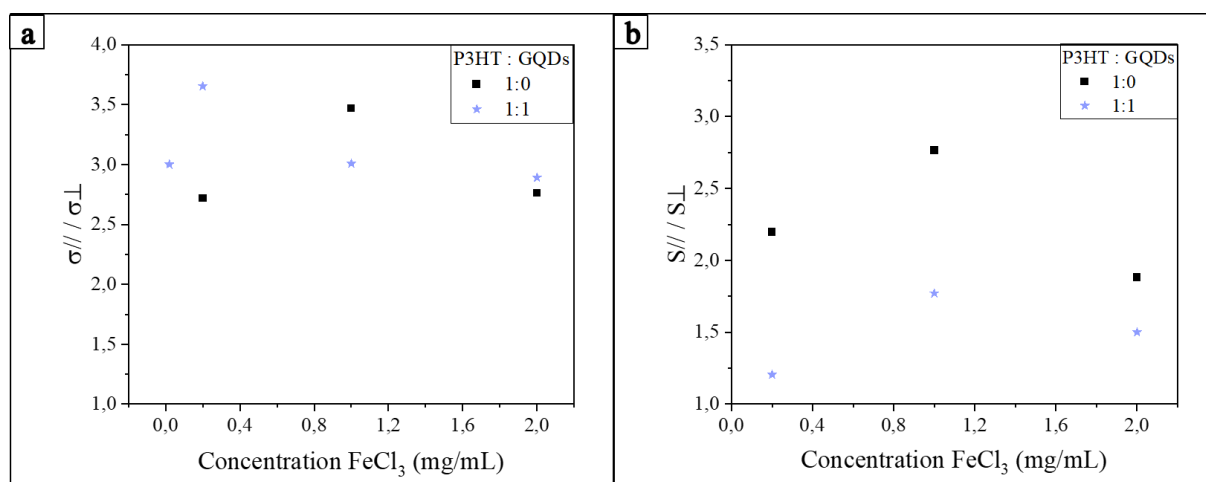 a
4,0
3,5
3,0
2,5
2,0
1,5
1,0
σ// / σ⊥
P3HT : GQDs
1:0
1:1
0,0 0,4 0,8 1,2 1,6 2,0
Concentration FeCl₃ (mg/mL)
b
3,5
3,0
2,5
2,0
1,5
1,0
S// / S⊥
P3HT : GQDs
1:0
1:1
0,0 0,4 0,8 1,2 1,6 2,0
Concentration FeCl₃ (mg/mL)